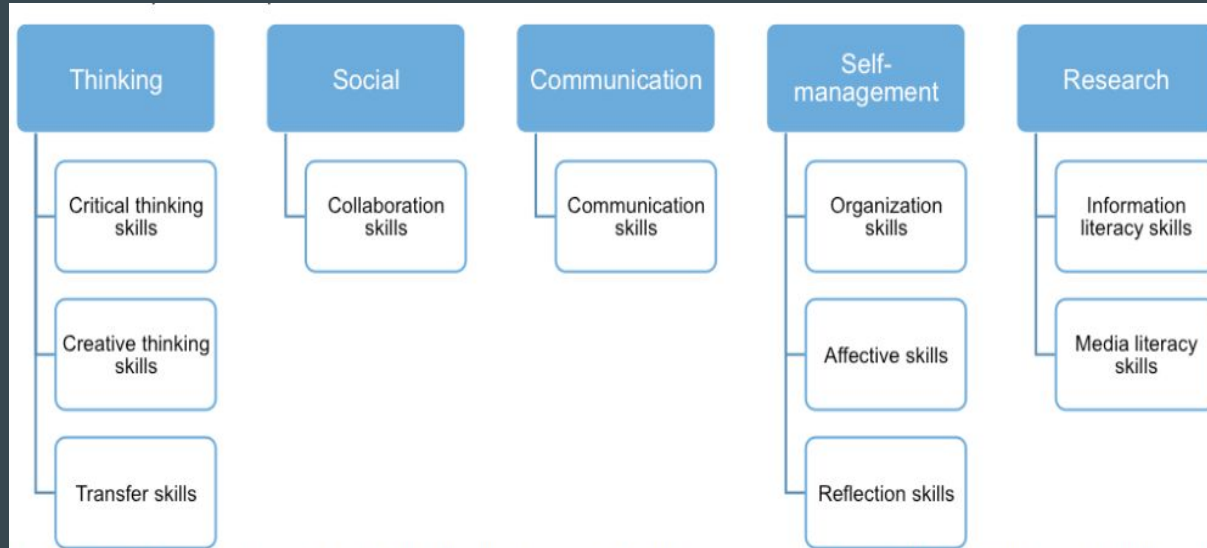 Thinking
Critical thinking
skills
Creative thinking
skills
Transfer skills
Social
Collaboration
skills
Communication
Communication
skills
Self-
management
Organization
skills
Affective skills
Reflection skills
Research
Information
literacy skills
Media literacy
skills